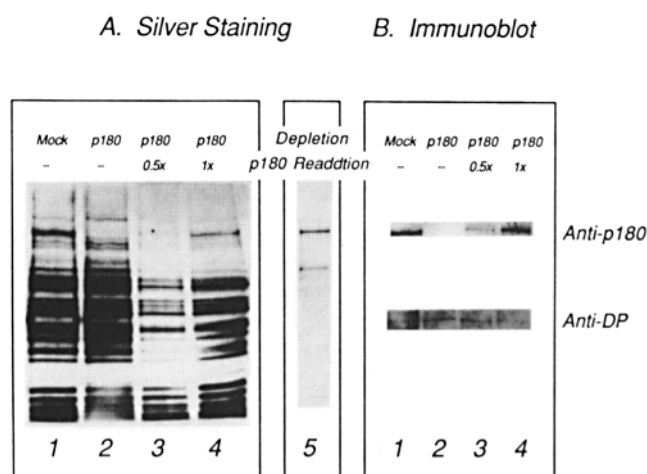 A. Silver Staining
B. Immunoblot
Mock p180 p180 p180 Depletion
-- -- 0.5x 1x p180 Readdtion
1 2 3 4 5
Mock p180 p180 p180
-- -- 0.5x 1x
Anti-p180
Anti-DP
1 2 3 4